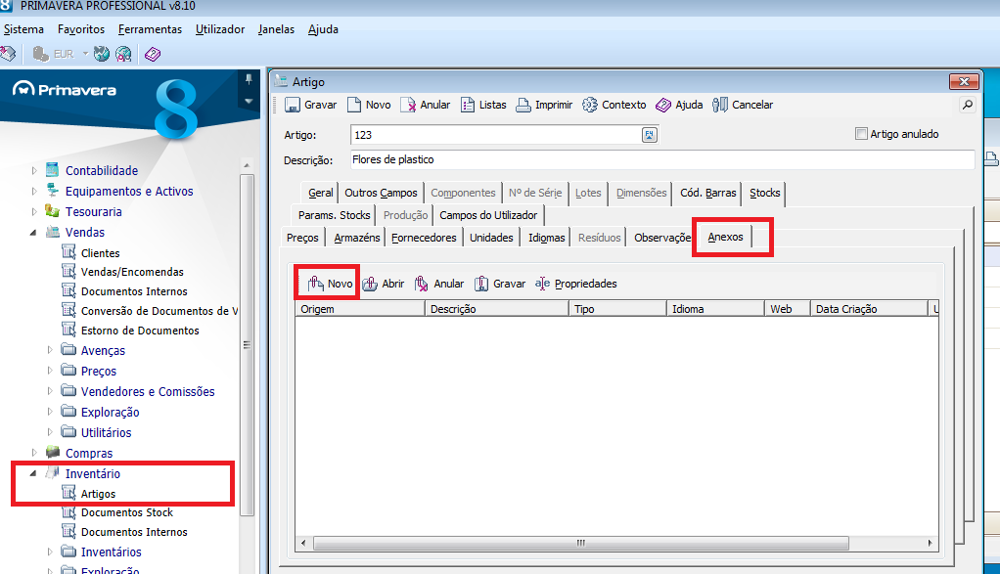 PRIMAVERA PROFESSIONAL v8.10
Sistema Favoritos Ferramentas Utilizador Janelas Ajuda
EUR
Primavera 8
Contabilidade
Equipamentos e Activos
Tesouraria
Vendas
Clientes
Vendas/Encomendas
Documentos Internos
Conversão de Documentos de V
Estorno de Documentos
Avenças
Preços
Vendedores e Comissões
Exploração
Utilitários
Compras
Inventário
Artigos
Documentos Stock
Documentos Internos
Inventários
Exploração
Artigo
Gravar Novo Anular Listas Imprimir Contexto Ajuda Cancelar
Artigo: 123 F4 Artigo anulado
Descrição: Flores de plastico
Geral Outros Campos Componentes Nº de Série Lotes Dimensões Cód. Barras Stocks
Params. Stocks Produção Campos do Utilizador
Preços Armazéns Fornecedores Unidades Idiomas Resíduos Observaçõe Anexos
Novo Abrir Anular Gravar Propriedades
Origem Descrição Tipo Idioma Web Data Criação U